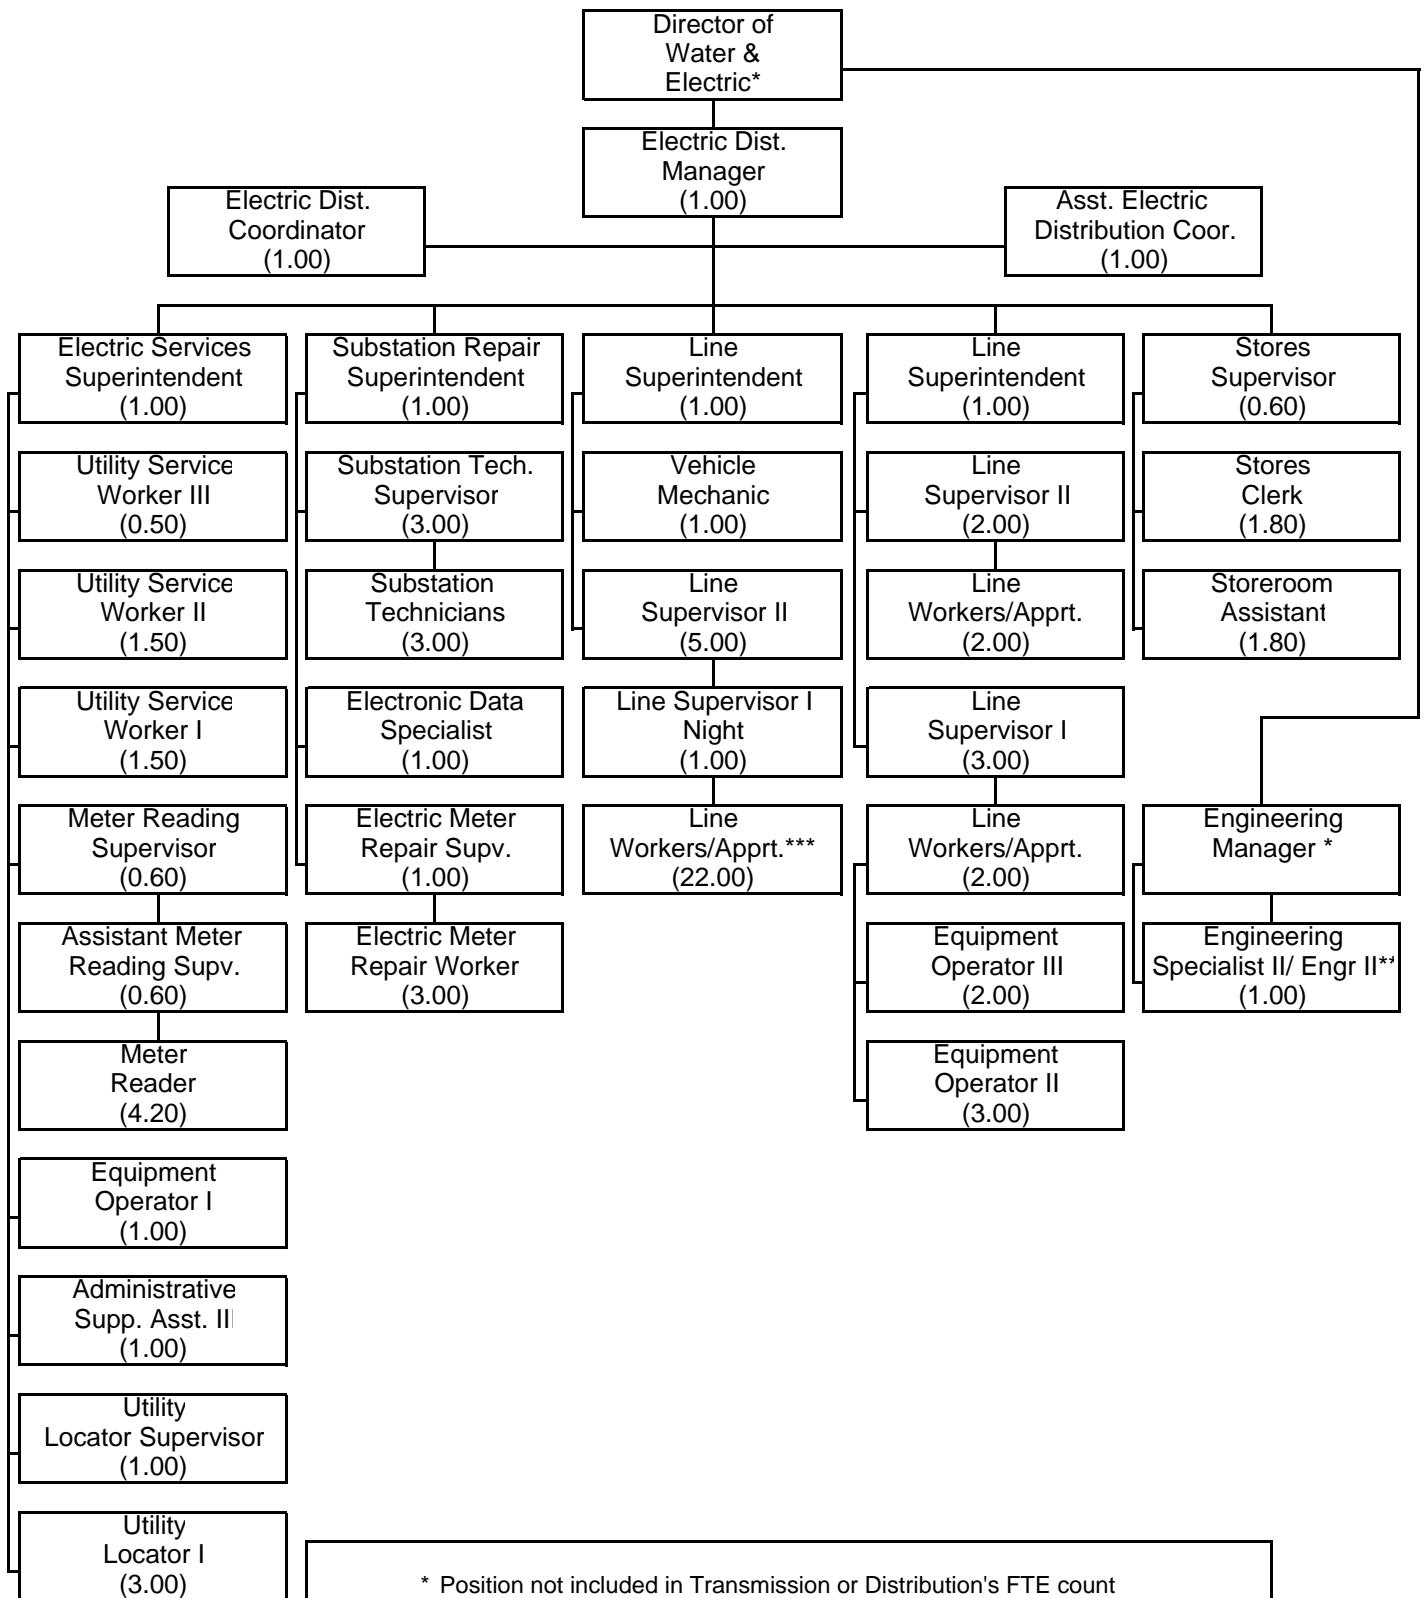 Director of
Water &
Electric*
Electric Dist.
Manager
(1.00)
Electric Dist.
Coordinator
(1.00)
Asst. Electric
Distribution Coor.
(1.00)
Electric Services
Superintendent
(1.00)
Utility Service
Worker III
(0.50)
Utility Service
Worker II
(1.50)
Utility Service
Worker I
(1.50)
Meter Reading
Supervisor
(0.60)
Assistant Meter
Reading Supv.
(0.60)
Meter
Reader
(4.20)
Equipment
Operator I
(1.00)
Administrative
Supp. Asst. III
(1.00)
Utility
Locator Supervisor
(1.00)
Utility
Locator I
(3.00)
Substation Repair
Superintendent
(1.00)
Substation Tech.
Supervisor
(3.00)
Substation
Technicians
(3.00)
Electronic Data
Specialist
(1.00)
Electric Meter
Repair Supv.
(1.00)
Electric Meter
Repair Worker
(3.00)
Line
Superintendent
(1.00)
Vehicle
Mechanic
(1.00)
Line
Supervisor II
(5.00)
Line Supervisor I
Night
(1.00)
Line
Workers/Apprt.***
(22.00)
Line
Superintendent
(1.00)
Line
Supervisor II
(2.00)
Line
Workers/Apprt.
(2.00)
Line
Supervisor I
(3.00)
Line
Workers/Apprt.
(2.00)
Equipment
Operator III
(2.00)
Equipment
Operator II
(3.00)
Stores
Supervisor
(0.60)
Stores
Clerk
(1.80)
Storeroom
Assistant
(1.80)
Engineering
Manager *
Engineering
Specialist II/ Engr II**
(1.00)
* Position not included in Transmission or Distribution's FTE count